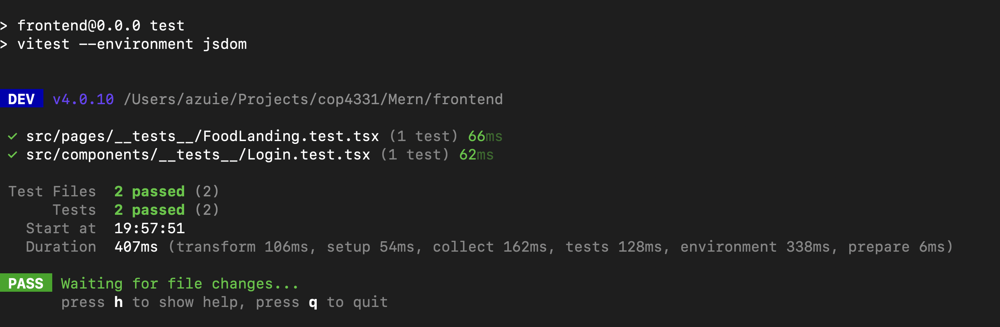 > frontend@0.0.0 test
> vitest --environment jsdom
DEV v4.0.10 /Users/azuie/Projects/cop4331/Mern/frontend
✓ src/pages/__tests__/FoodLanding.test.tsx (1 test) 66ms
✓ src/components/__tests__/Login.test.tsx (1 test) 62ms
Test Files 2 passed (2)
Tests 2 passed (2)
Start at 19:57:51
Duration 407ms (transform 106ms, setup 54ms, collect 162ms, tests 128ms, environment 338ms, prepare 6ms)
PASS Waiting for file changes...
press h to show help, press q to quit